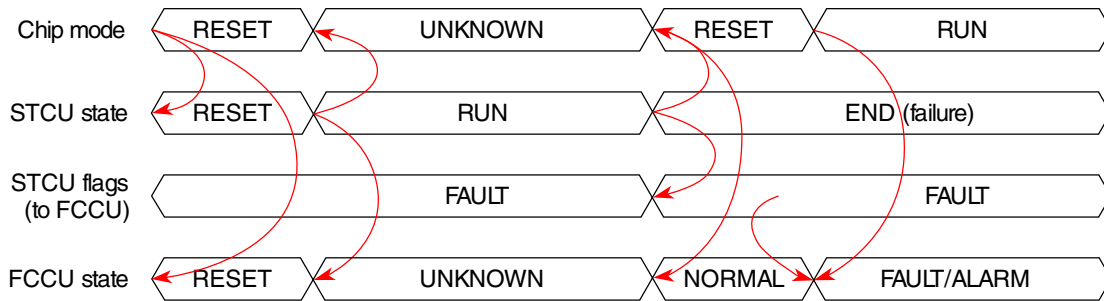 Chip mode RESET UNKNOWN RESET RUN
STCU state RESET RUN END (failure)
STCU flags
(to FCCU) FAULT FAULT
FCCU state RESET UNKNOWN NORMAL FAULT/ALARM